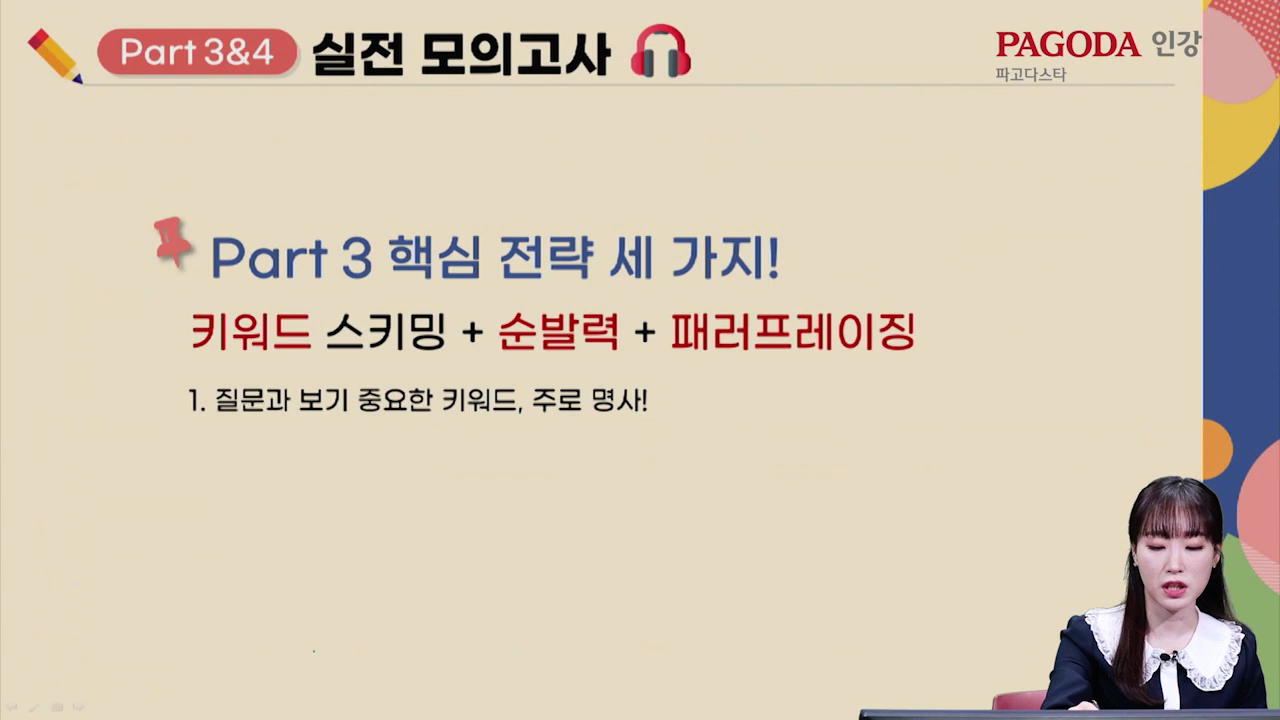 Part 3&4 실전 모의고사
PAGODA 인강
파고다스타
Part 3 핵심 전략 세 가지!
키워드 스키밍 + 순발력 + 패러프레이징
1. 질문과 보기 중요한 키워드, 주로 명사!